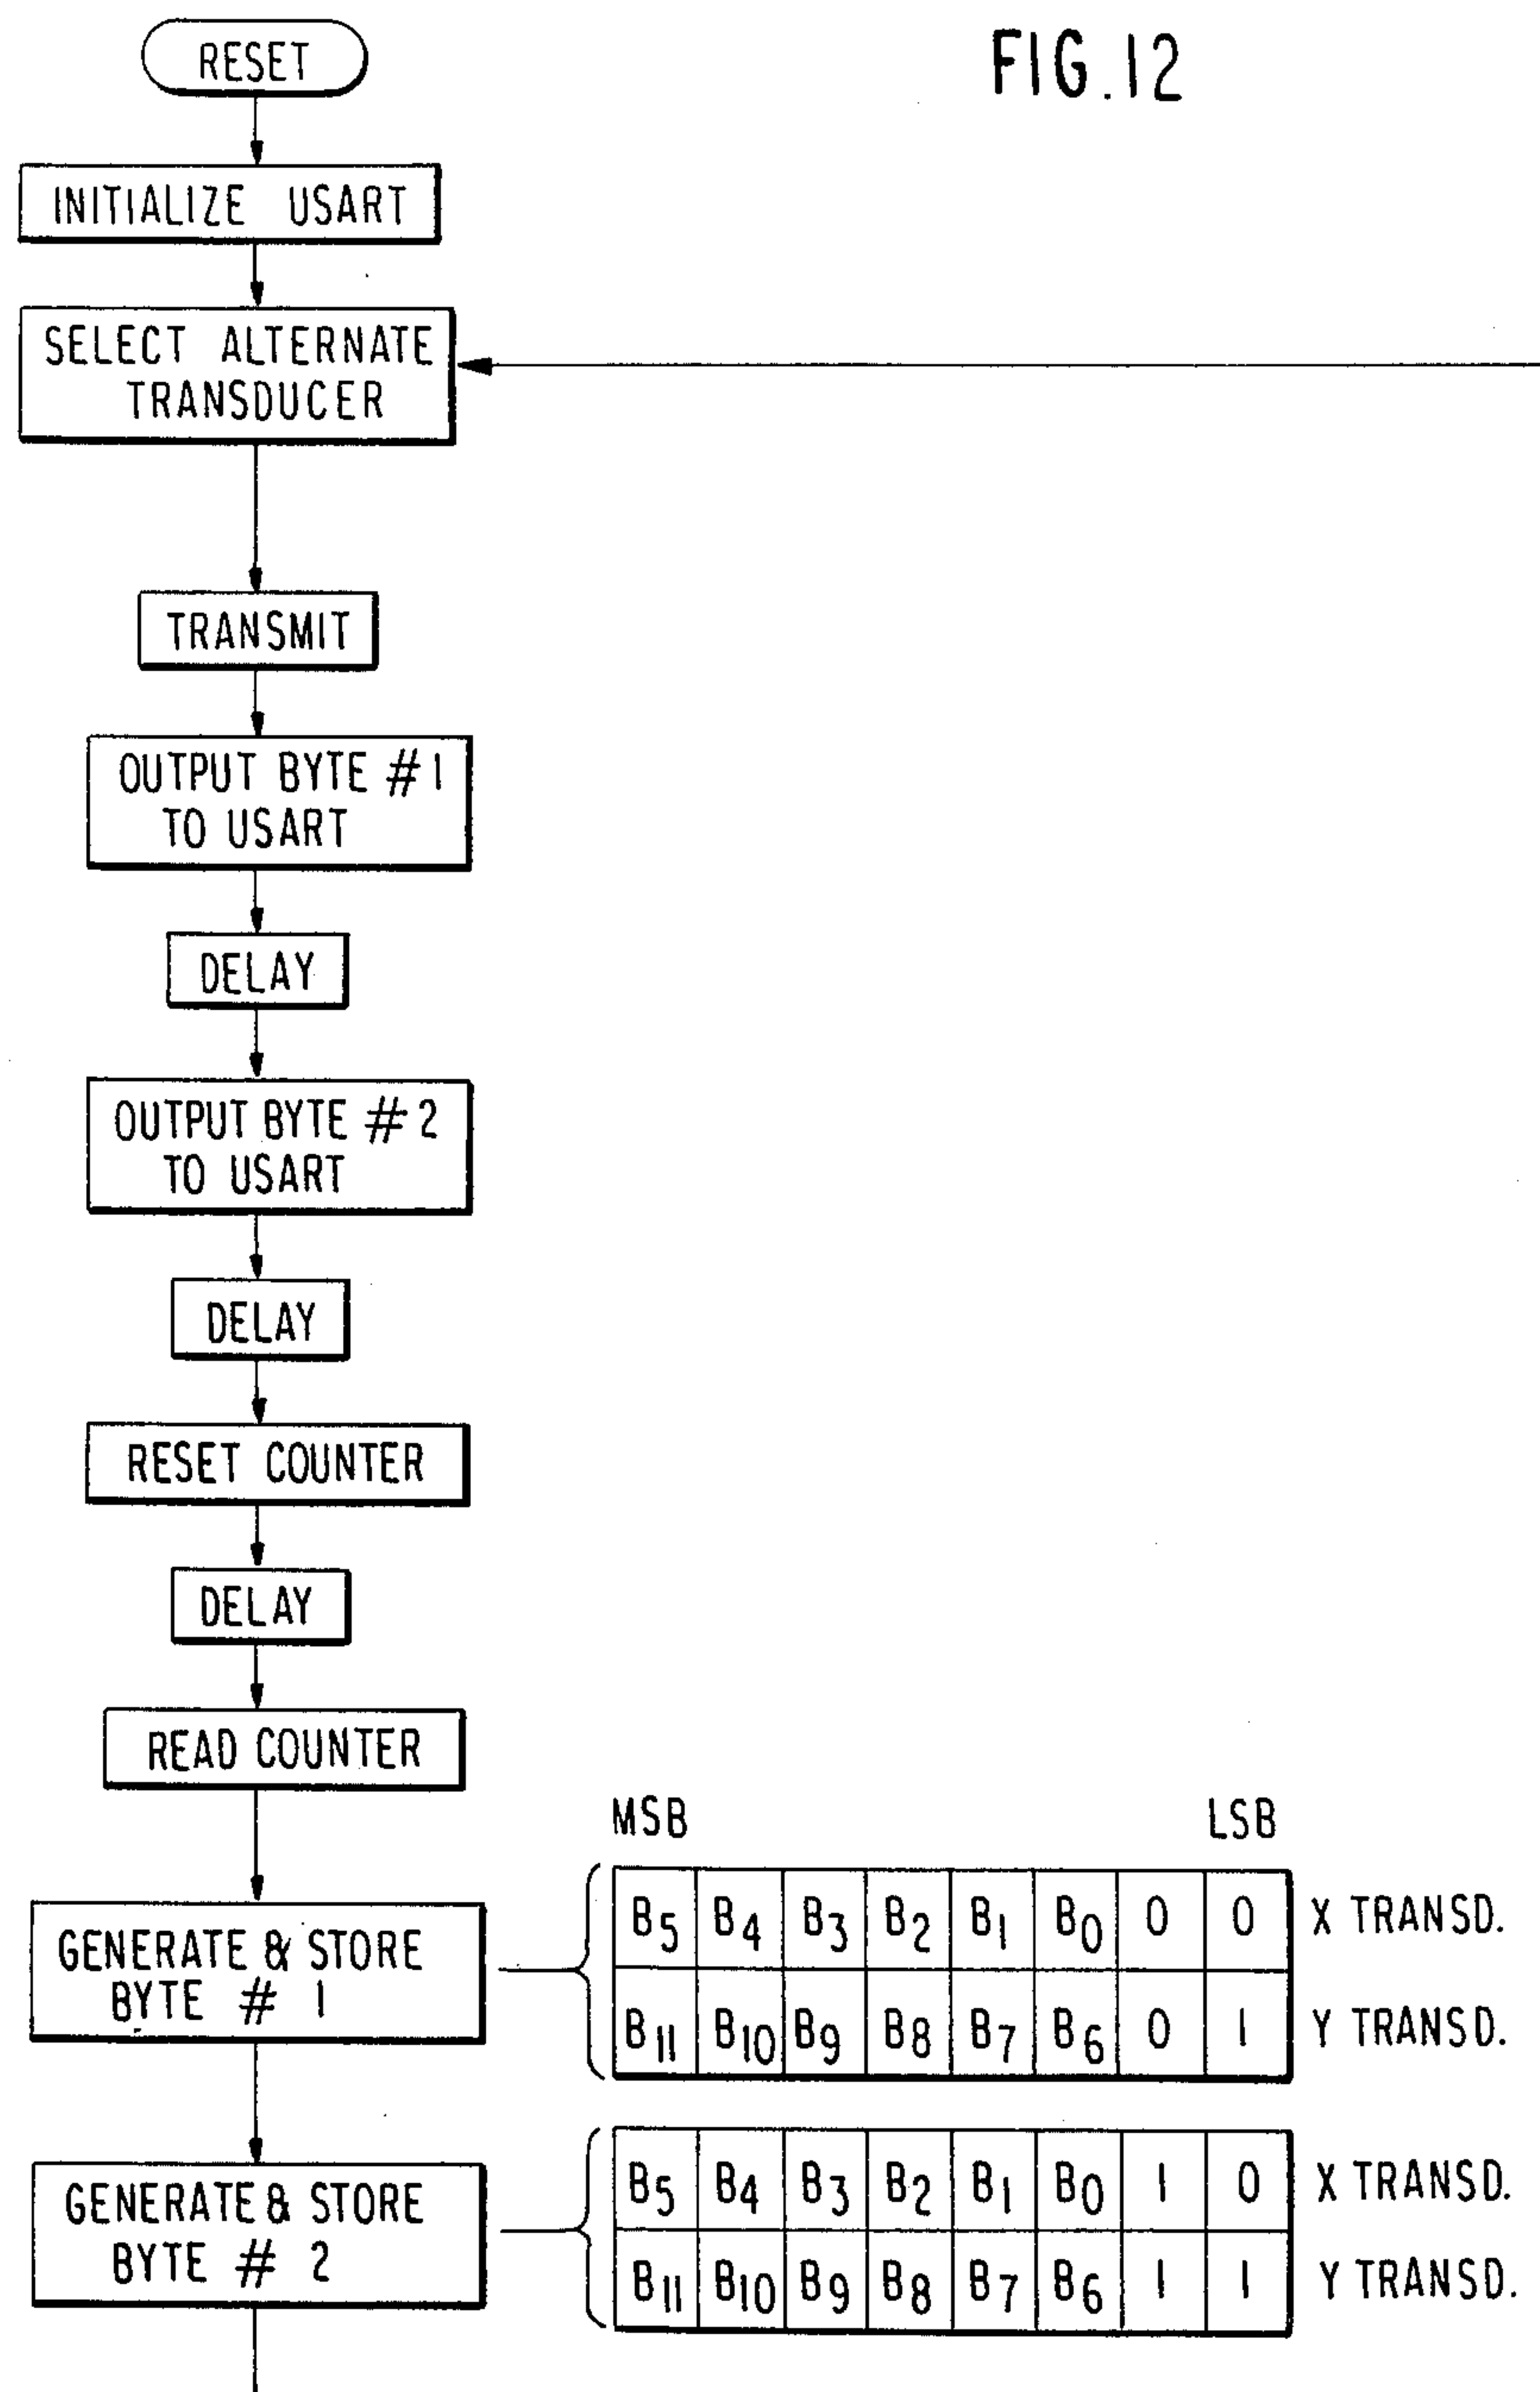 FIG.12
RESET
INITIALIZE USART
SELECT ALTERNATE
TRANSDUCER
TRANSMIT
OUTPUT BYTE #1
TO USART
DELAY
OUTPUT BYTE #2
TO USART
DELAY
RESET COUNTER
DELAY
READ COUNTER
MSB LSB
GENERATE & STORE
BYTE # 1
B5 B4 B3 B2 B1 B0 0 0 X TRANSD.
B11 B10 B9 B8 B7 B6 0 1 Y TRANSD.
GENERATE & STORE
BYTE # 2
B5 B4 B3 B2 B1 B0 1 0 X TRANSD.
B11 B10 B9 B8 B7 B6 1 1 Y TRANSD.